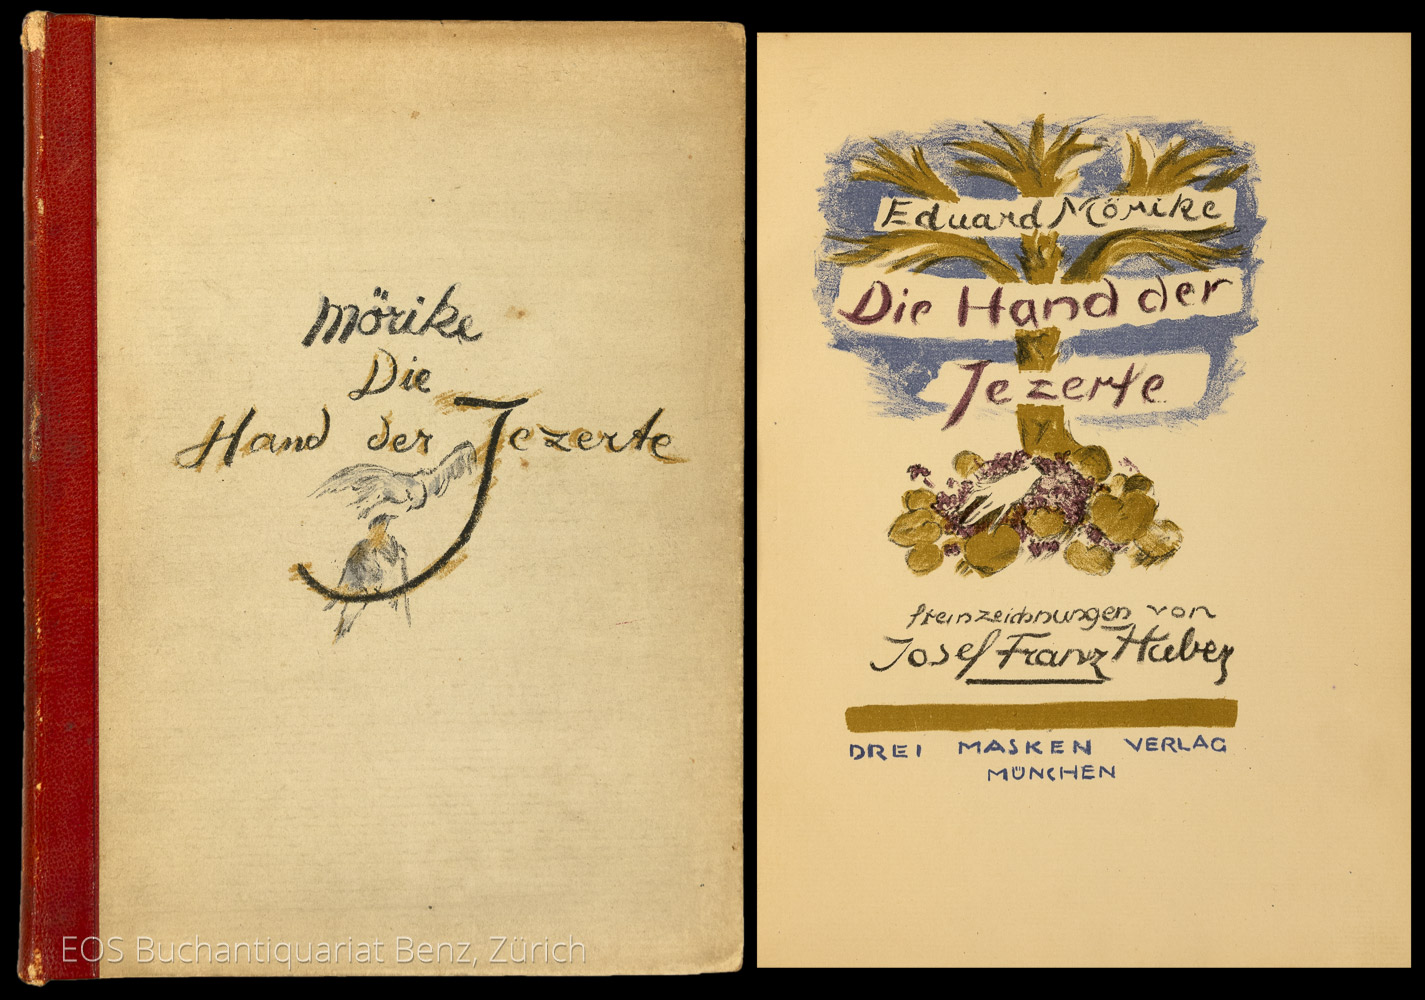 Mörike
Die
Hand der Jezerte
EOS Buchantiquariat Benz, Zürich
Eduard Mörike
Die Hand der
Jezerte
Steinzeichnungen von
Josef Franz Huber
DREI MASKEN VERLAG
MÜNCHEN